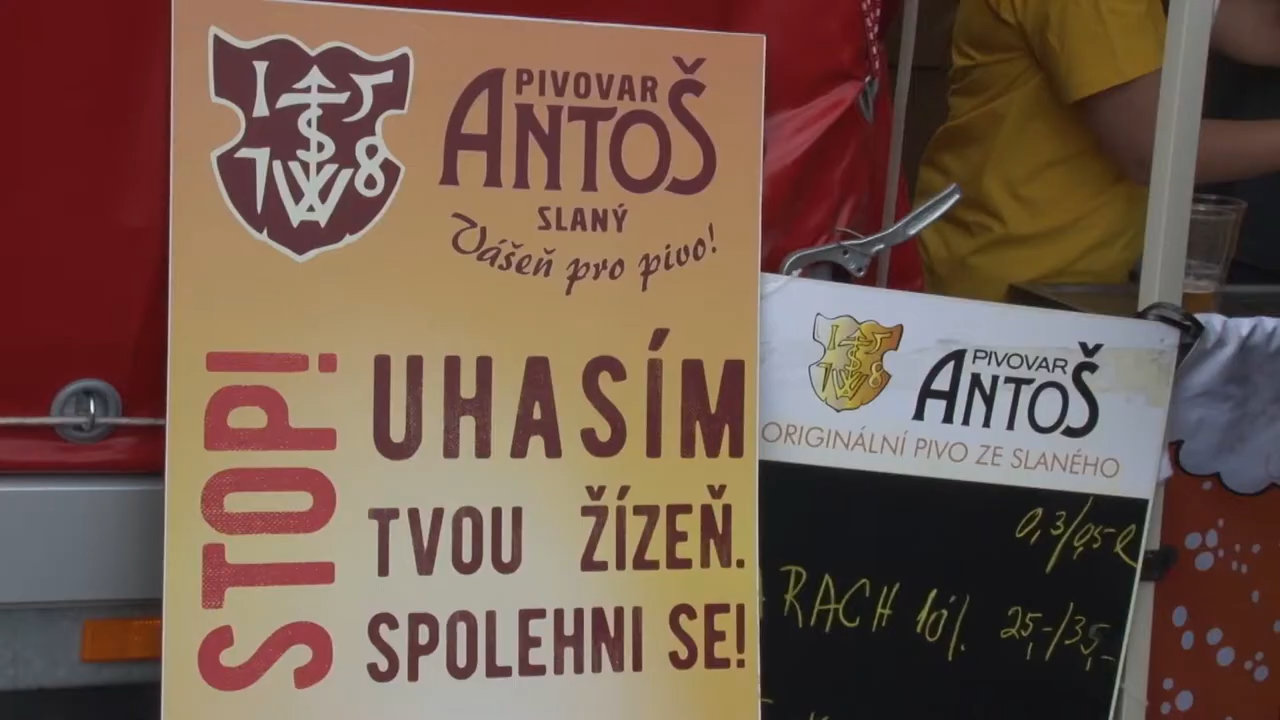 PIVOVAR
ANTOŠ
SLANÝ
Vášeň pro pivo!
STOP!
UHASÍM
TVOU ŽÍZEŇ.
SPOLEHNI SE!
PIVOVAR
ANTOŠ
ORIGINÁLNÍ PIVO ZE SLANÉHO
0,3/0,5 l
RACH 10% 25,-/35,-